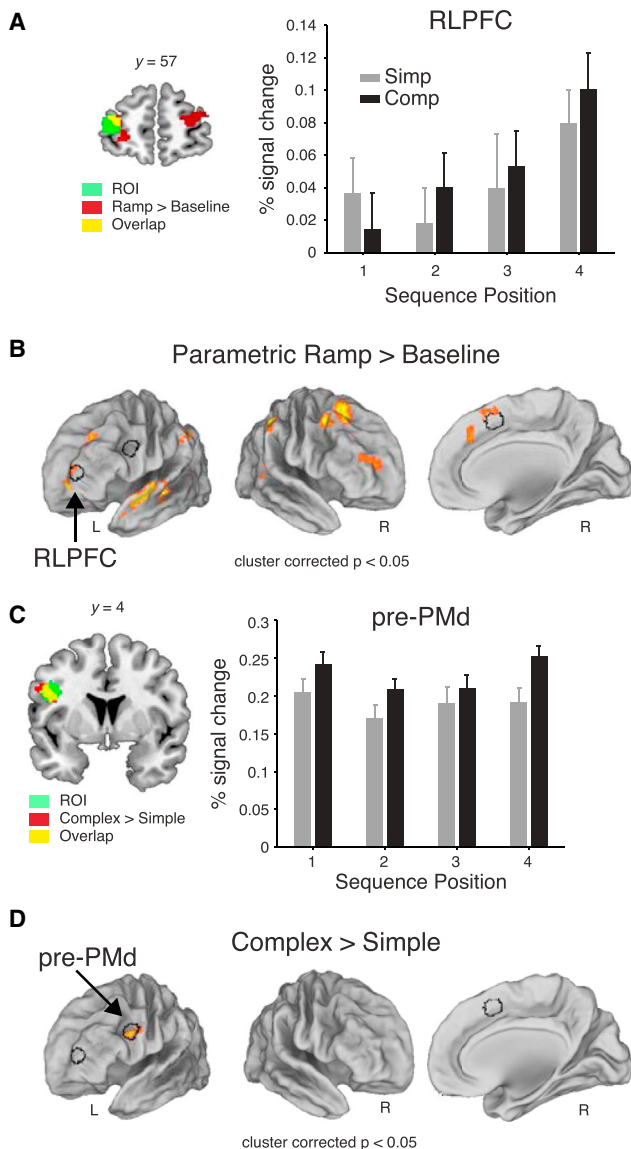 A
y = 57
ROI
Ramp > Baseline
Overlap
RLPFC
Simp
Comp
% signal change
0.14
0.12
0.1
0.08
0.06
0.04
0.02
0
1 2 3 4
Sequence Position
B
Parametric Ramp > Baseline
RLPFC
L
R
R
cluster corrected p < 0.05
C
y = 4
ROI
Complex > Simple
Overlap
pre-PMd
% signal change
0.3
0.25
0.2
0.15
0.1
0.05
0
1 2 3 4
Sequence Position
D
Complex > Simple
pre-PMd
L
R
R
cluster corrected p < 0.05